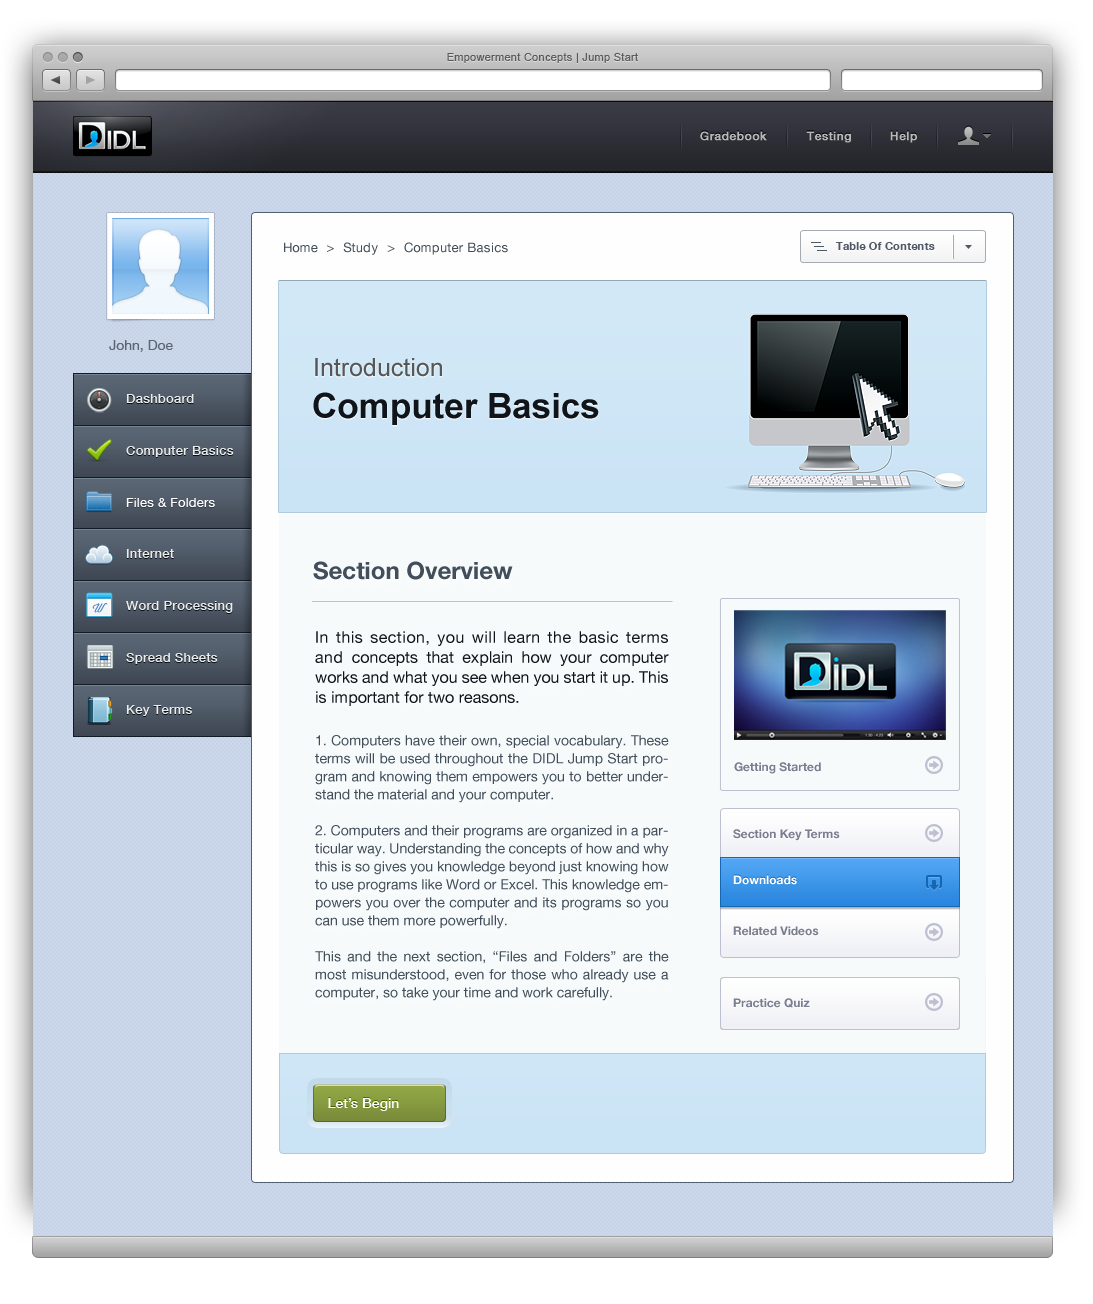 Empowerment Concepts | Jump Start
DIDL
Gradebook
Testing
Help
John, Doe
Dashboard
Computer Basics
Files & Folders
Internet
Word Processing
Spread Sheets
Key Terms
Home > Study > Computer Basics
Table Of Contents
Introduction
Computer Basics
Section Overview
In this section, you will learn the basic terms
and concepts that explain how your computer
works and what you see when you start it up. This
is important for two reasons.
1. Computers have their own, special vocabulary. These
terms will be used throughout the DIDL Jump Start pro-
gram and knowing them empowers you to better under-
stand the material and your computer.
2. Computers and their programs are organized in a par-
ticular way. Understanding the concepts of how and why
this is so gives you knowledge beyond just knowing how
to use programs like Word or Excel. This knowledge em-
powers you over the computer and its programs so you
can use them more powerfully.
This and the next section, “Files and Folders” are the
most misunderstood, even for those who already use a
computer, so take your time and work carefully.
DIDL
Getting Started
Section Key Terms
Downloads
Related Videos
Practice Quiz
Let’s Begin